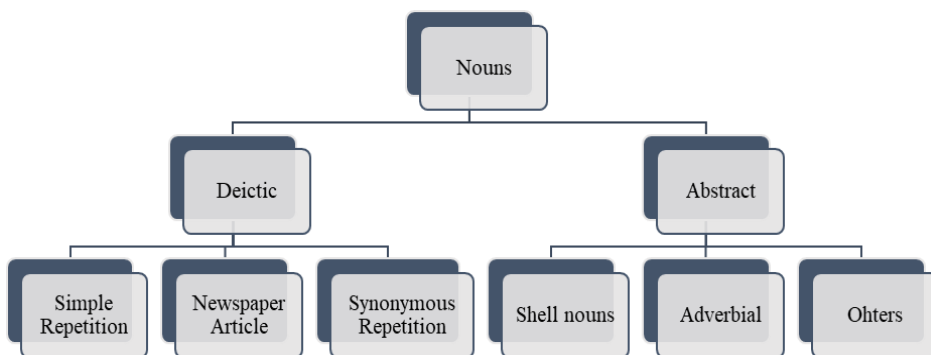 Nouns
Deictic
Abstract
Simple
Repetition
Newspaper
Article
Synonymous
Repetition
Shell nouns
Adverbial
Ohters